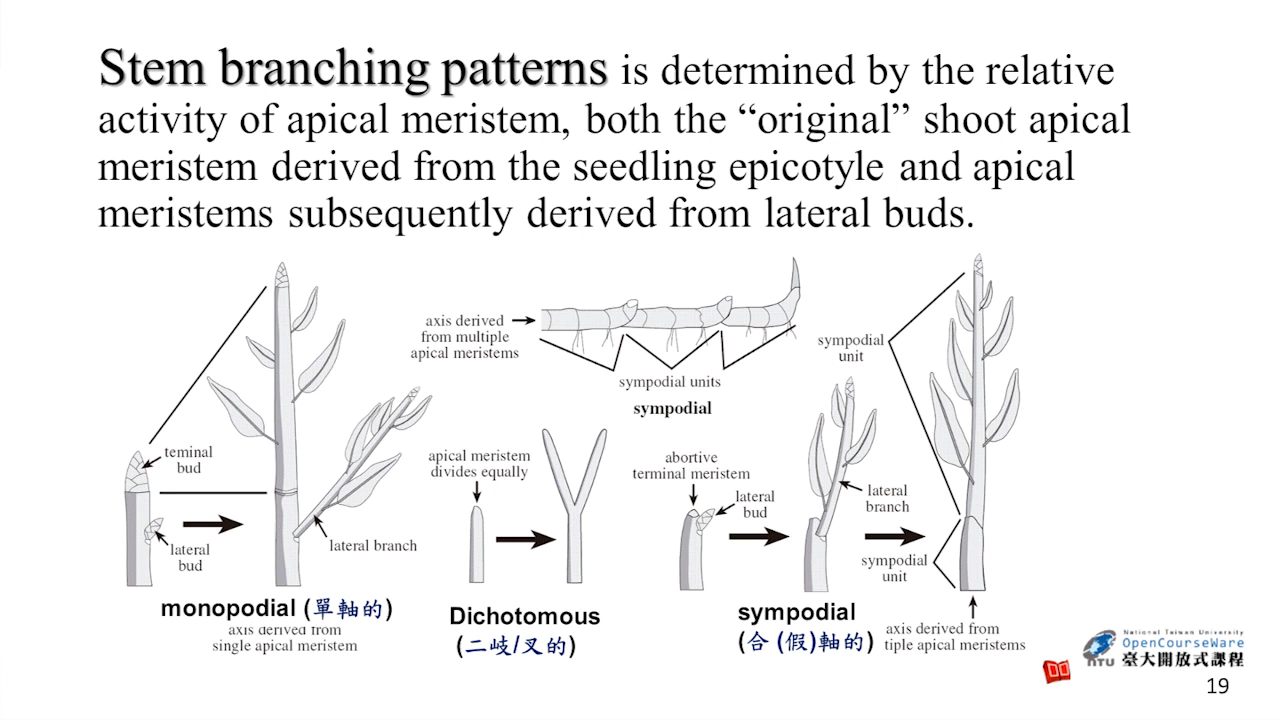 Stem branching patterns is determined by the relative
activity of apical meristem, both the “original” shoot apical
meristem derived from the seedling epicotyle and apical
meristems subsequently derived from lateral buds.
teminal
bud
lateral
bud
lateral branch
monopodial (單軸的)
axis derived from
single apical meristem
axis derived
from multiple
apical meristems
sympodial units
sympodial
apical meristem
divides equally
Dichotomous
(二歧/叉的)
abortive
terminal meristem
lateral
bud
lateral
branch
sympodial
(合 (假)軸的)
sympodial
unit
sympodial
unit
axis derived from
tiple apical meristems
National Taiwan University
OpenCourseWare
NTU 臺大開放式課程
19